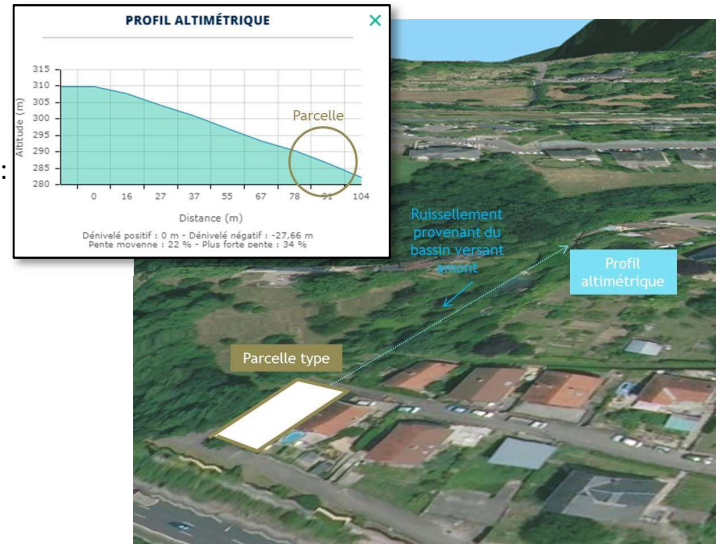 PROFIL ALTIMÉTRIQUE
×
315
310
305
300
295
290
285
280
Altitude (m)
Parcelle
0 16 27 37 55 67 78 91 104
Distance (m)
Dénivelé positif : 0 m - Dénivelé négatif : -27,66 m
Pente moyenne : 22 % - Plus forte pente : 34 %
:
Ruissellement
provenant du
bassin versant
amont
Profil
altimétrique
Parcelle type